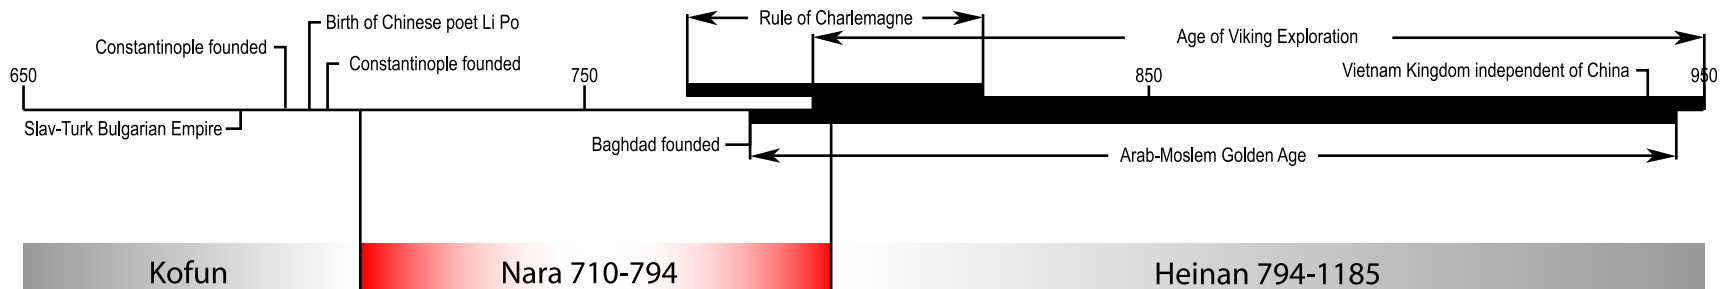 Rule of Charlemagne
Birth of Chinese poet Li Po
Age of Viking Exploration
Constantinople founded
Constantinople founded
Vietnam Kingdom independent of China
650
750
850
950
Slav-Turk Bulgarian Empire
Baghdad founded
Arab-Moslem Golden Age
Kofun
Nara 710-794
Heinan 794-1185